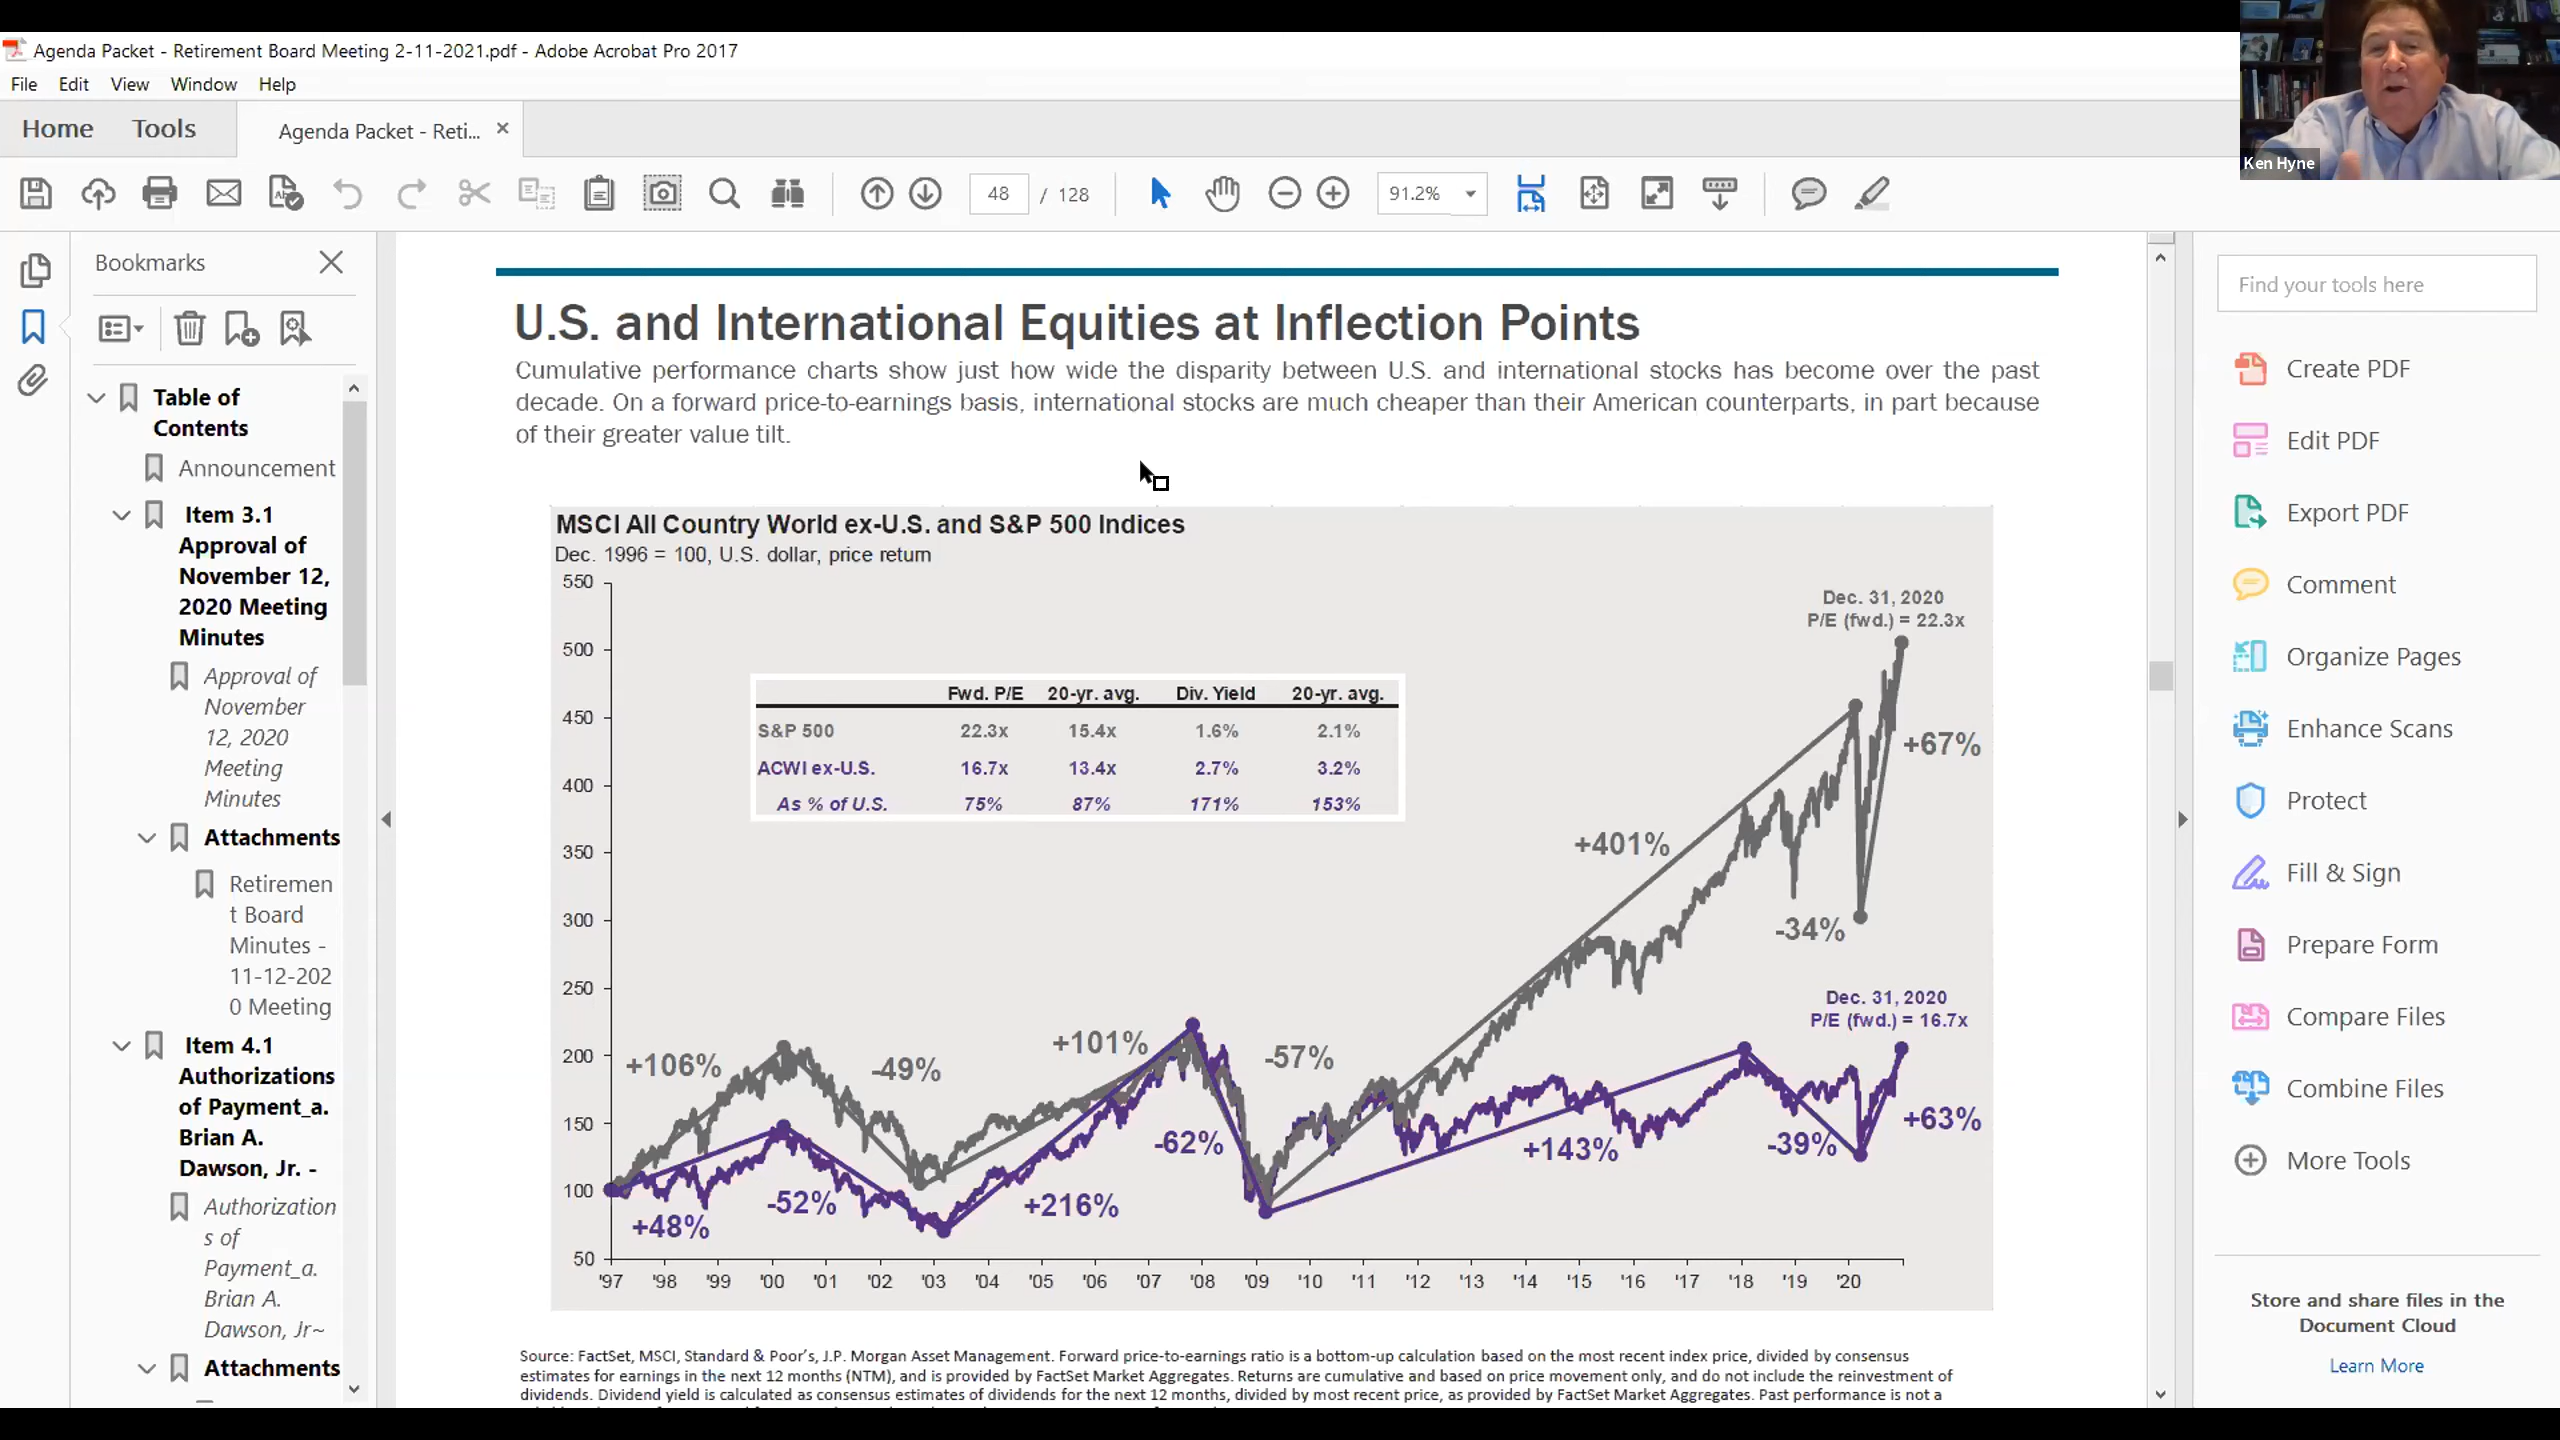 Agenda Packet - Retirement Board Meeting 2-11-2021.pdf - Adobe Acrobat Pro 2017
File Edit View Window Help
Home Tools Agenda Packet - Reti...
48 / 128 91.2%
Ken Hyne
Bookmarks
Table of
Contents
Announcement
Item 3.1
Approval of
November 12,
2020 Meeting
Minutes
Approval of
November
12, 2020
Meeting
Minutes
Attachments
Retiremen
t Board
Minutes -
11-12-202
0 Meeting
Item 4.1
Authorizations
of Payment_a.
Brian A.
Dawson, Jr. -
Authorization
s of
Payment_a.
Brian A.
Dawson, Jr~
Attachments
U.S. and International Equities at Inflection Points
Cumulative performance charts show just how wide the disparity between U.S. and international stocks has become over the past
decade. On a forward price-to-earnings basis, international stocks are much cheaper than their American counterparts, in part because
of their greater value tilt.
MSCI All Country World ex-U.S. and S&P 500 Indices
Dec. 1996 = 100, U.S. dollar, price return
550
500
450
400
350
300
250
200
150
100
50
'97 '98 '99 '00 '01 '02 '03 '04 '05 '06 '07 '08 '09 '10 '11 '12 '13 '14 '15 '16 '17 '18 '19 '20
Fwd. P/E 20-yr. avg. Div. Yield 20-yr. avg.
S&P 500 22.3x 15.4x 1.6% 2.1%
ACWI ex-U.S. 16.7x 13.4x 2.7% 3.2%
As % of U.S. 75% 87% 171% 153%
Dec. 31, 2020
P/E (fwd.) = 22.3x
+67%
+401%
-34%
Dec. 31, 2020
P/E (fwd.) = 16.7x
+106%
-49%
+101%
-57%
+63%
-62%
+143%
-39%
+48%
-52%
+216%
Source: FactSet, MSCI, Standard & Poor's, J.P. Morgan Asset Management. Forward price-to-earnings ratio is a bottom-up calculation based on the most recent index price, divided by consensus
estimates for earnings in the next 12 months (NTM), and is provided by FactSet Market Aggregates. Returns are cumulative and based on price movement only, and do not include the reinvestment of
dividends. Dividend yield is calculated as consensus estimates of dividends for the next 12 months, divided by most recent price, as provided by FactSet Market Aggregates. Past performance is not a
Find your tools here
Create PDF
Edit PDF
Export PDF
Comment
Organize Pages
Enhance Scans
Protect
Fill & Sign
Prepare Form
Compare Files
Combine Files
More Tools
Store and share files in the
Document Cloud
Learn More